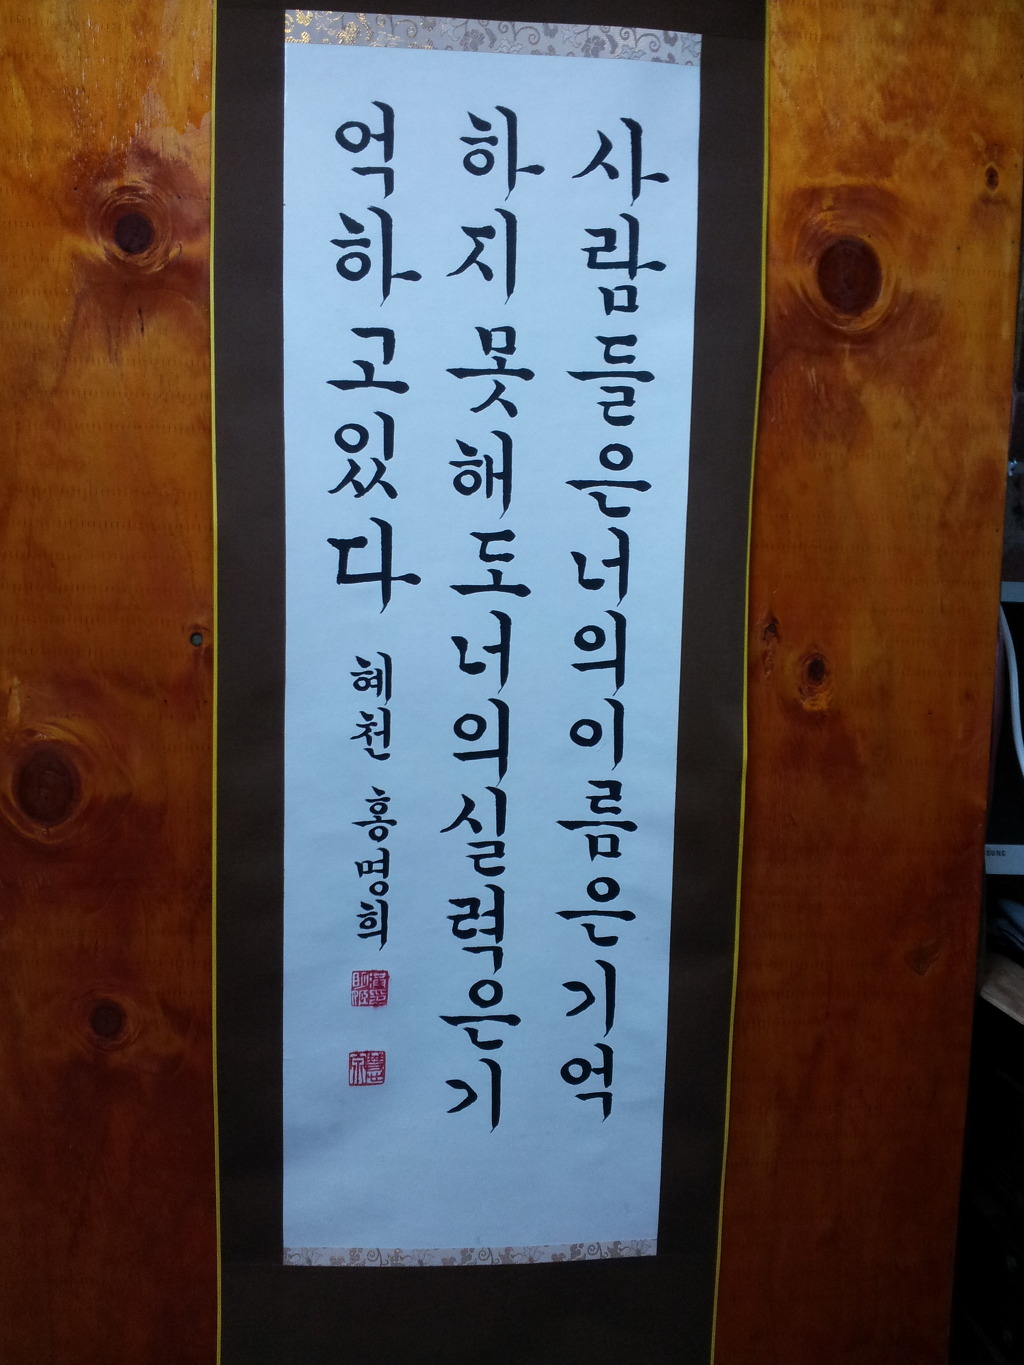 사람들은너의이름은기억
하지못해도너의실력은기
억하고있다 혜천 홍명희